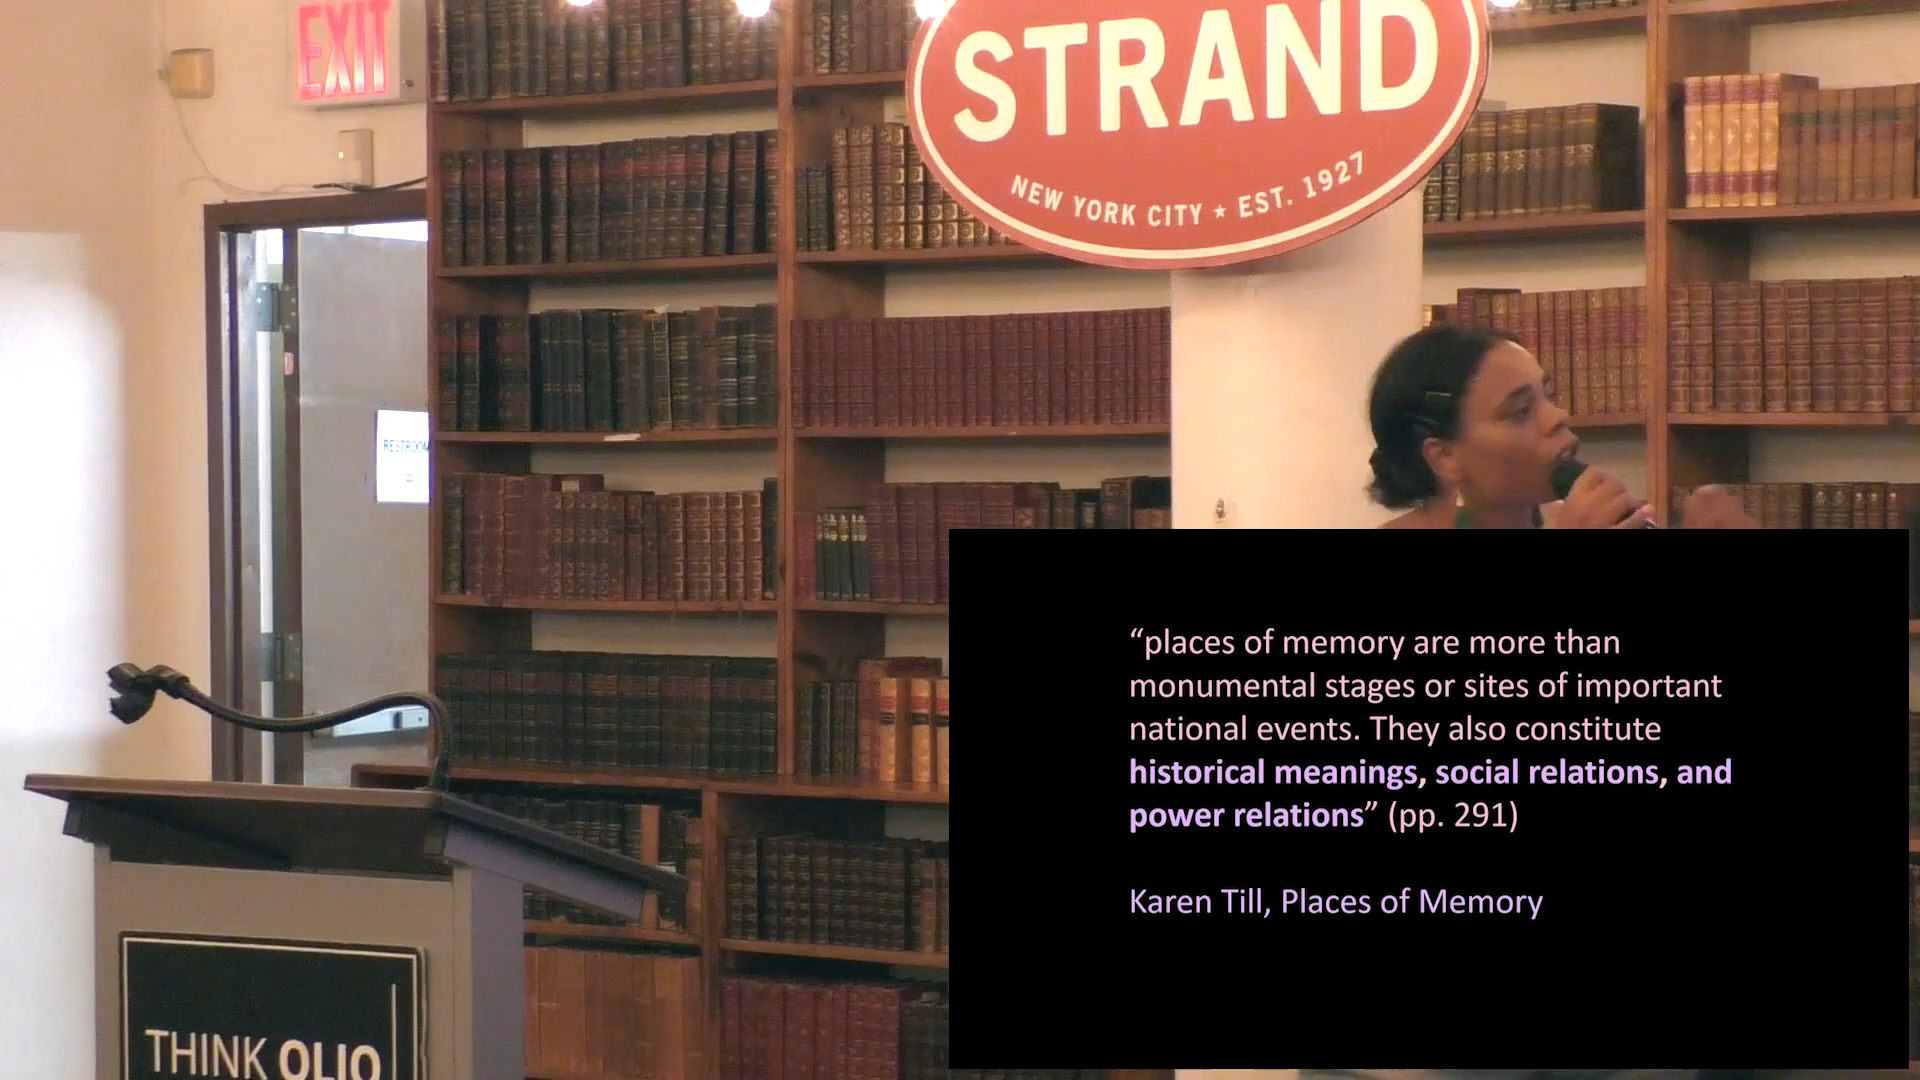 EXIT
STRAND
NEW YORK CITY ★ EST. 1927
RESTROOM
“places of memory are more than
monumental stages or sites of important
national events. They also constitute
historical meanings, social relations, and
power relations” (pp. 291)
Karen Till, Places of Memory
THINK OLIO